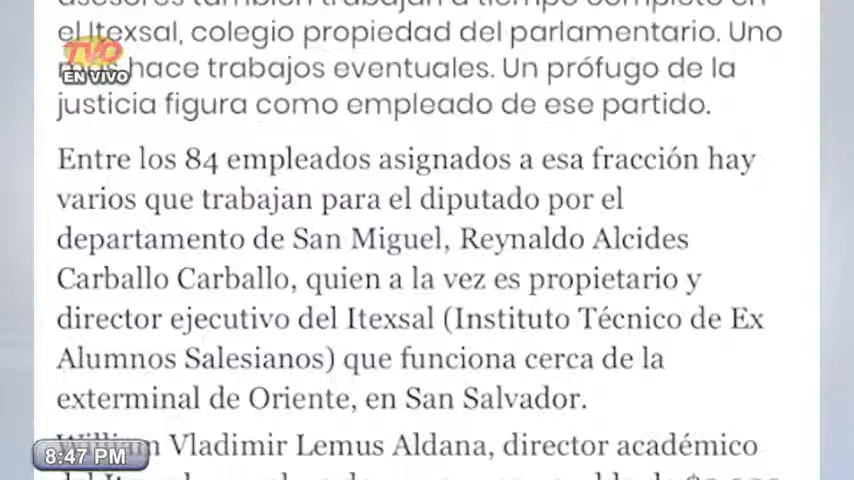 asesores también trabajan a tiempo completo en
el Itexsal, colegio propiedad del parlamentario. Uno
TVO
hace trabajos eventuales. Un prófugo de la
EN VIVO
justicia figura como empleado de ese partido.
Entre los 84 empleados asignados a esa fracción hay
varios que trabajan para el diputado por el
departamento de San Miguel, Reynaldo Alcides
Carballo Carballo, quien a la vez es propietario y
director ejecutivo del Itexsal (Instituto Técnico de Ex
Alumnos Salesianos) que funciona cerca de la
exterminal de Oriente, en San Salvador.
William Vladimir Lemus Aldana, director académico
8:47 PM